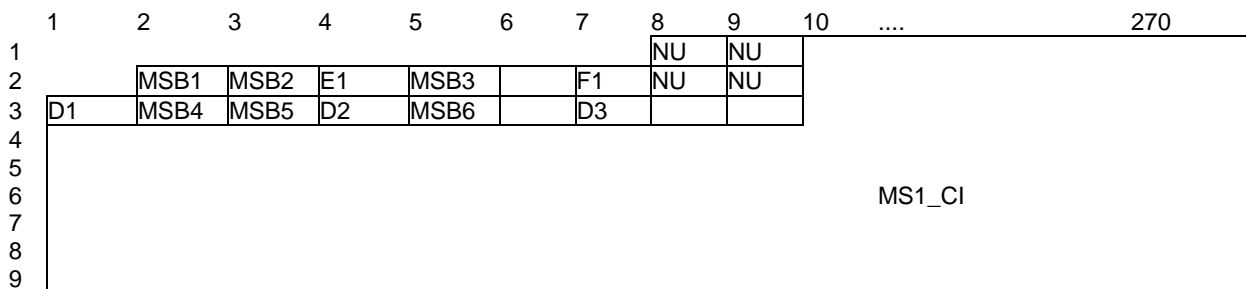 1 2 3 4 5 6 7 8 9 10 .... 270
1 NU NU
2 MSB1 MSB2 E1 MSB3 F1 NU NU
3 D1 MSB4 MSB5 D2 MSB6 D3
4
5
6 MS1_CI
7
8
9